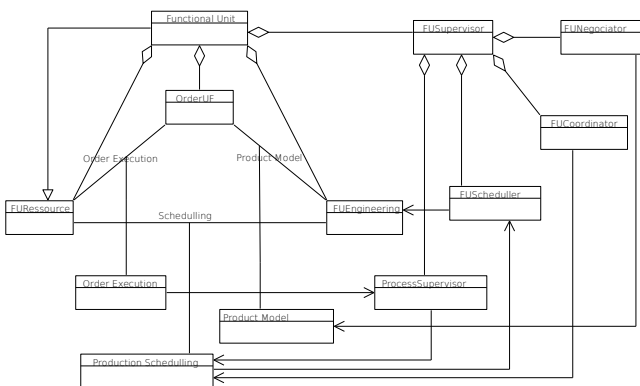 Functional Unit
FUSupervisor
FUNegociator
OrderUF
FUCoordinator
Order Execution
Product Model
FURessource
Schedulling
FUEngineering
FUScheduller
Order Execution
ProcessSupervisor
Product Model
Production Schedulling